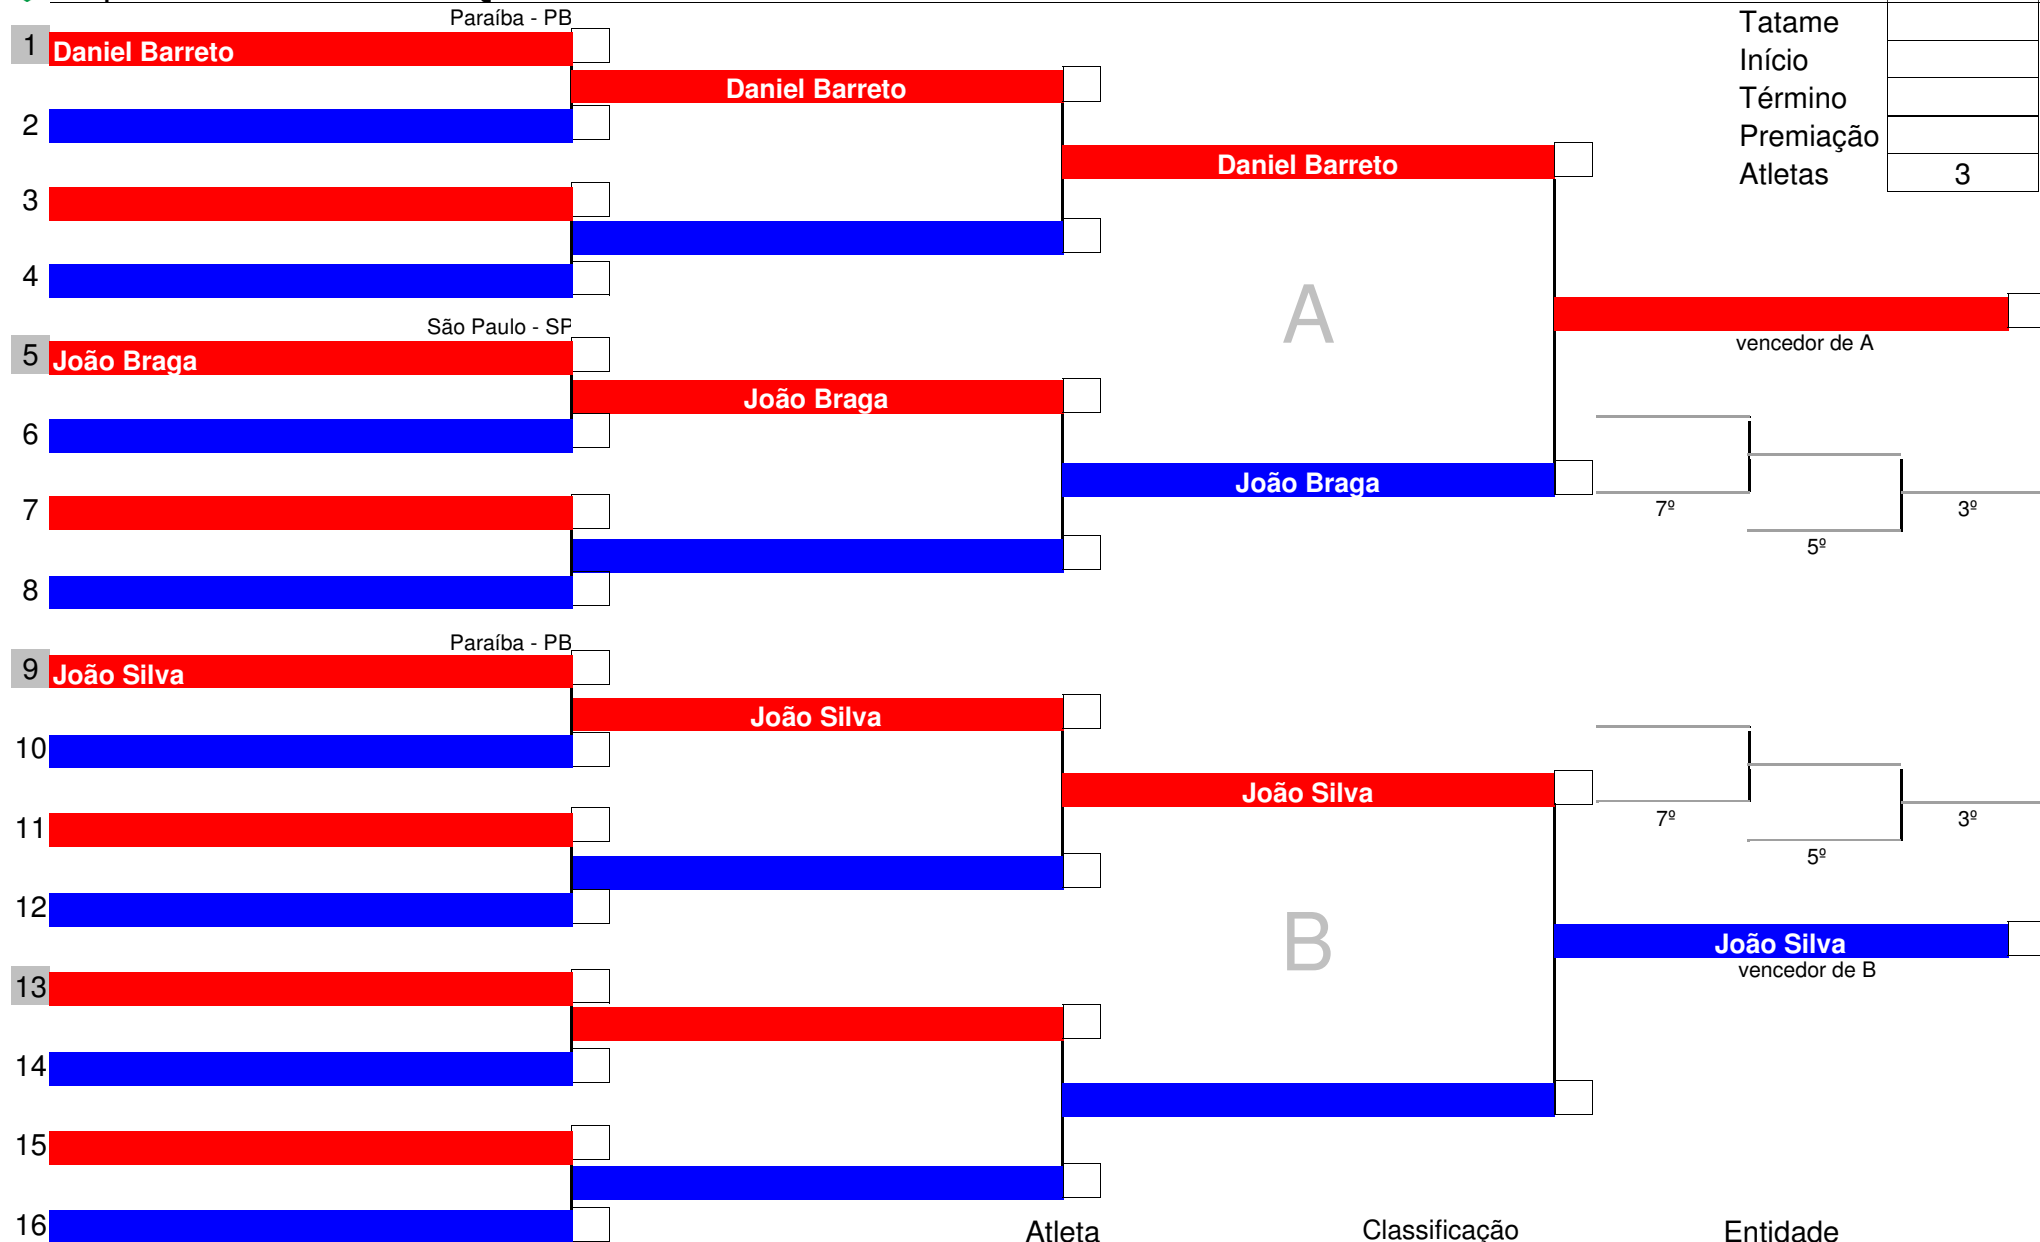 Paraíba - PB
Tatame
1 Daniel Barreto
Início
Daniel Barreto
Término
2
Premiação
Daniel Barreto
Atletas 3
3
4
A
São Paulo - SP
vencedor de A
5 João Braga
João Braga
6
João Braga
7
7º 3º
5º
8
Paraíba - PB
9 João Silva
João Silva
10
João Silva
11
7º 3º
5º
12
B
João Silva
vencedor de B
13
14
15
16
Atleta Classificação Entidade